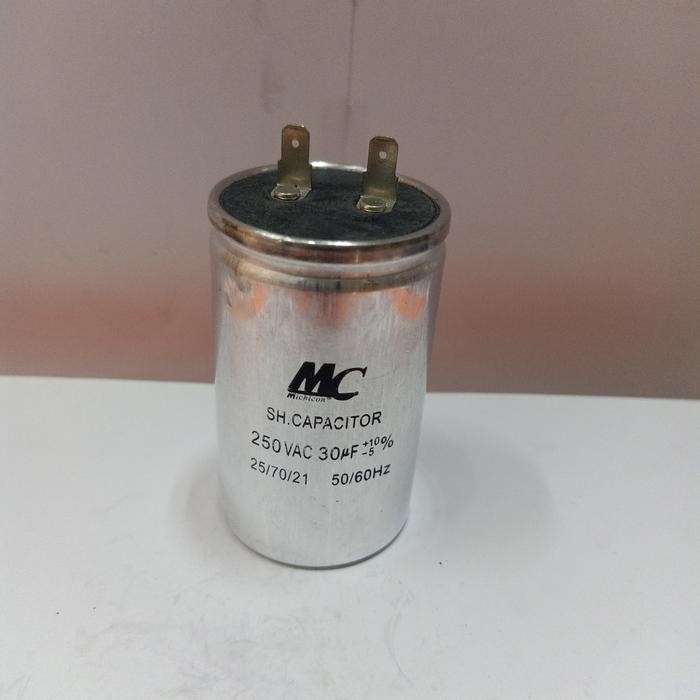 MC
Michicon®
SH.CAPACITOR
250VAC 30µF +10 -5 %
25/70/21 50/60Hz